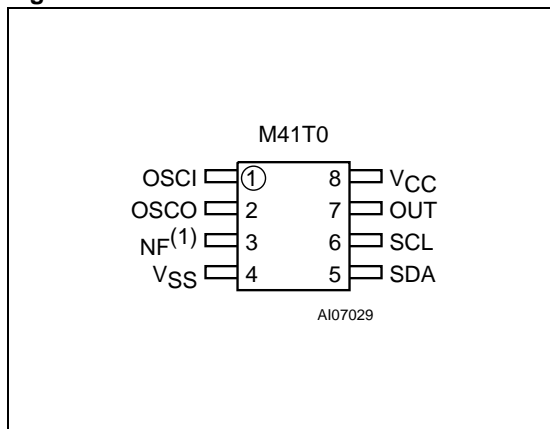 M41T0
OSCI 1 8 VCC
OSCO 2 7 OUT
NF(1) 3 6 SCL
VSS 4 5 SDA
AI07029